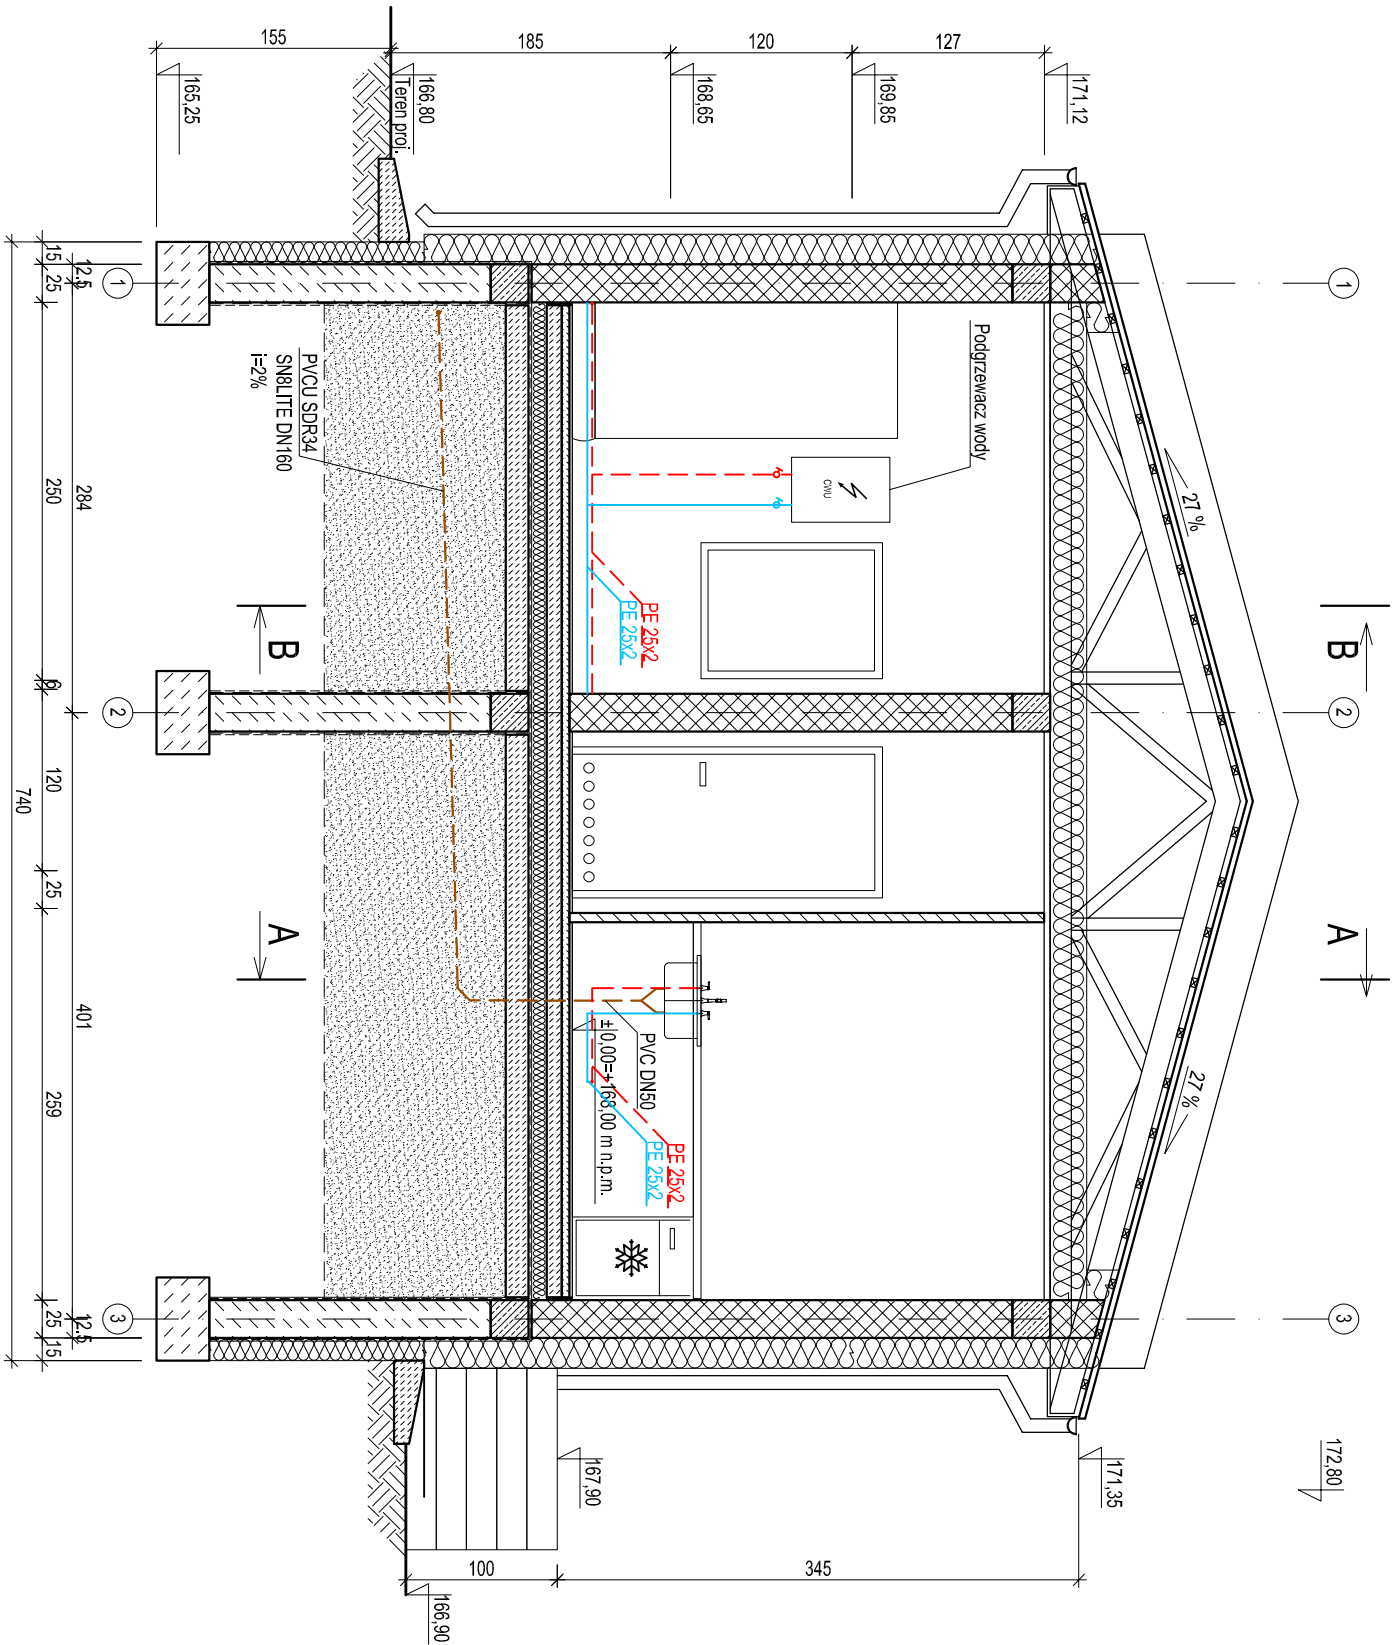 172,80
27 %
27 %
B
A
1
2
3
171,12
171,35
127
169,85
120
168,65
185
166,80
Teren proj.
155
165,25
345
167,90
100
166,90
Podgrzewacz wody
CWU
PE 25x2
PE 25x2
PE 25x2
PE 25x2
PVC DN50
±0,00=+168,00 m n.p.m.
PVCU SDR34
SN8LITE DN160
i=2%
B
A
1
2
3
12.5
284
401
12.5
15
25
250
6
120
25
259
25
15
740